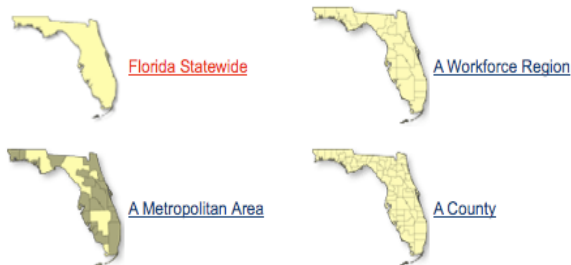 Florida Statewide
A Workforce Region
A Metropolitan Area
A County